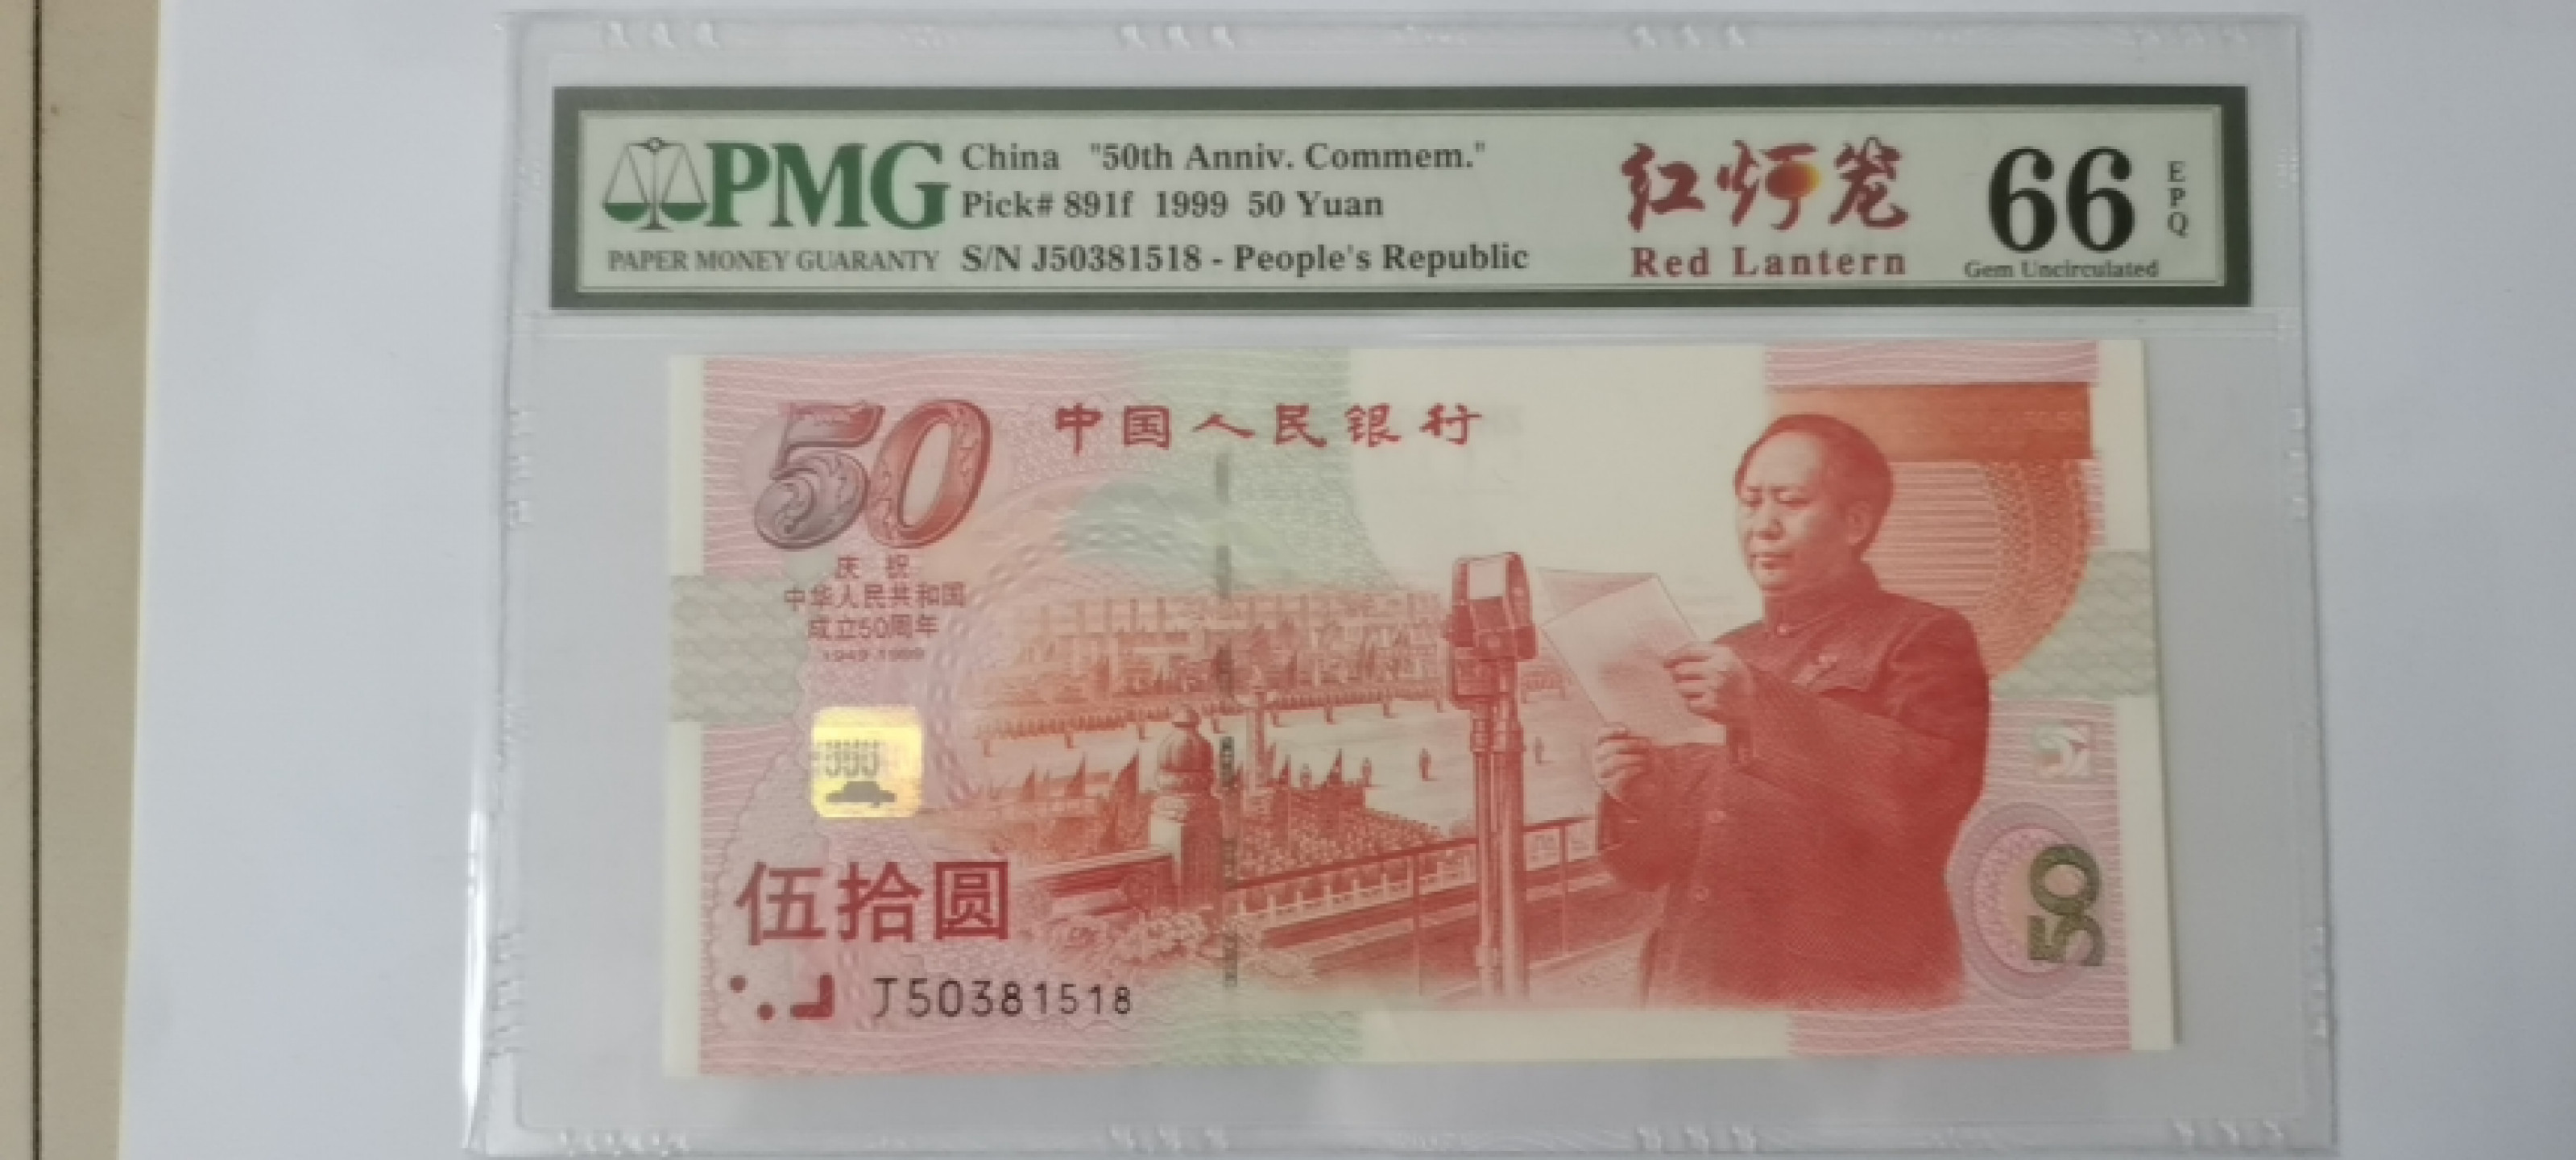 PMG
PAPER MONEY GUARANTY
China "50th Anniv. Commem."
Pick# 891f 1999 50 Yuan
S/N J50381518 - People's Republic
红灯笼
Red Lantern
66
EPQ
Gem Uncirculated
50
中国人民银行
庆祝
中华人民共和国
成立50周年
1949-1999
伍拾圆
J50381518
50